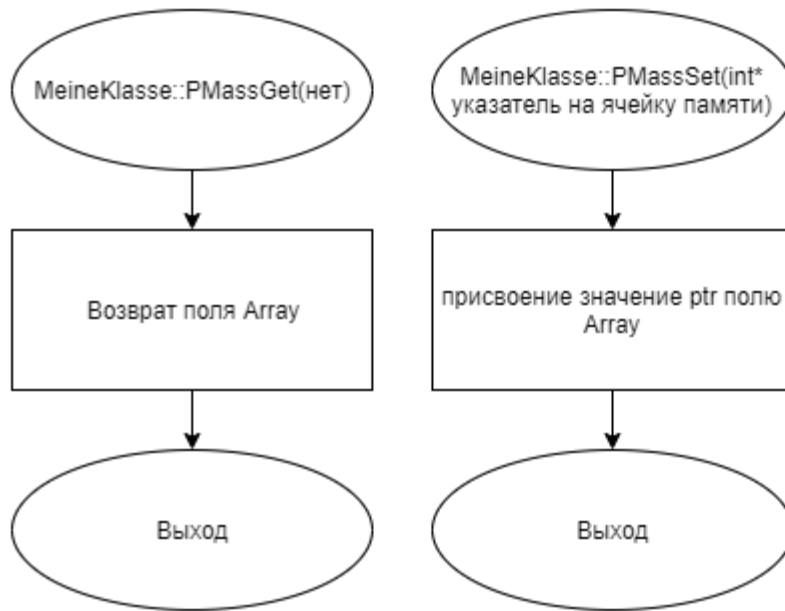 MeineKlasse::PMassGet(нет)
Возврат поля Array
Выход
MeineKlasse::PMassSet(int*
указатель на ячейку памяти)
присвоение значение ptr полю
Array
Выход